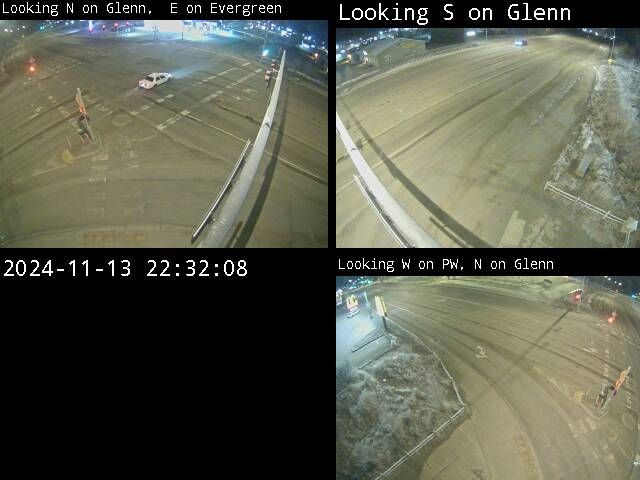 Looking N on Glenn,  E on Evergreen
Looking S on Glenn
2024-11-13 22:32:08
Looking W on PW, N on Glenn